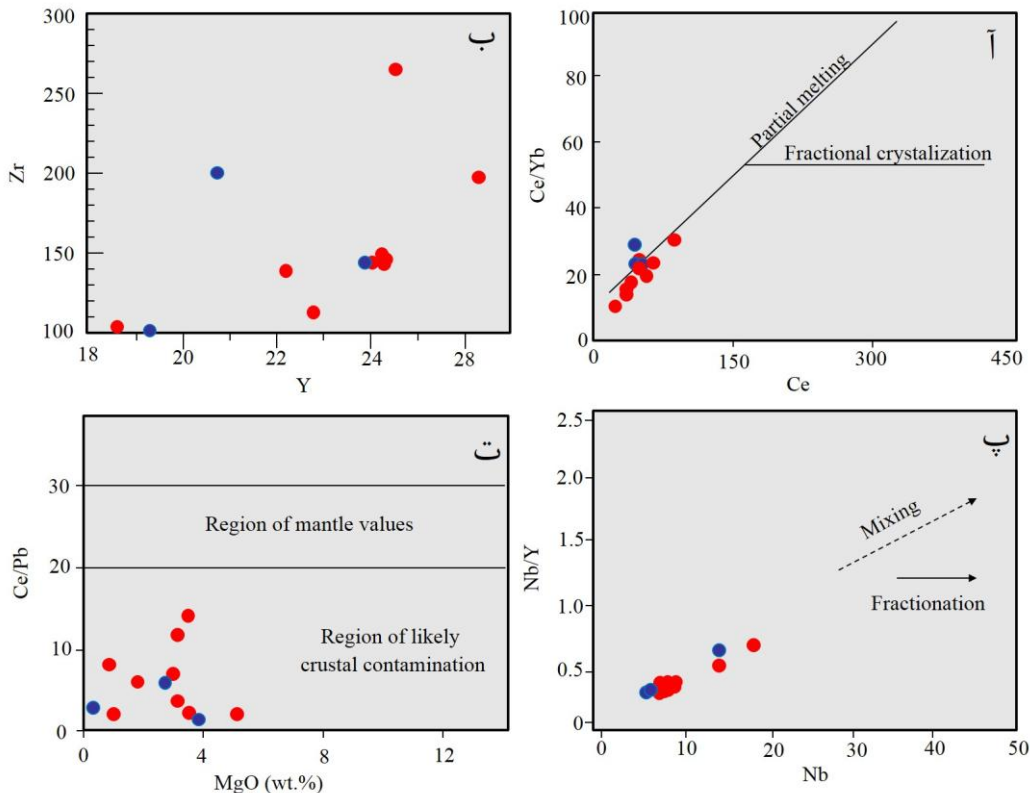 ب
300
250
200
150
100
Zr
18
20
22
24
26
28
Y
آ
100
80
60
40
20
0
Ce/Yb
Partial melting
Fractional crystalization
0
150
300
450
Ce
ت
30
20
10
0
Ce/Pb
Region of mantle values
Region of likely
crustal contamination
0
4
8
12
MgO (wt.%)
پ
2.5
2.0
1.5
1.0
0.5
0
Nb/Y
Mixing
Fractionation
0
10
20
30
40
50
Nb